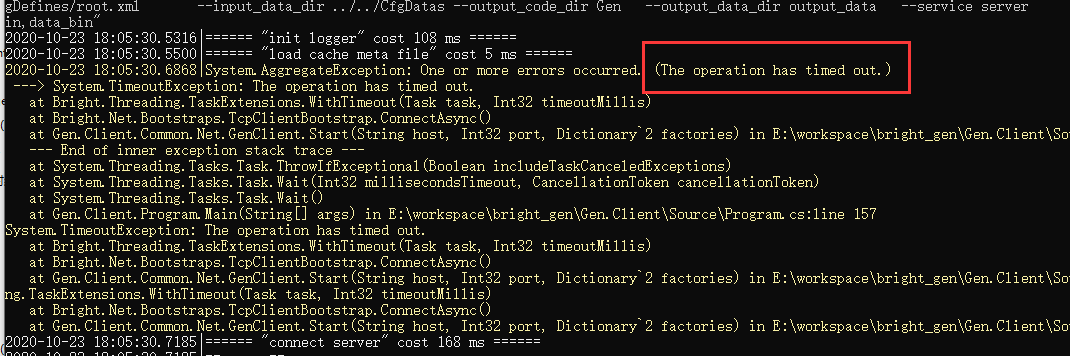 gDefines/root.xml --input_data_dir ../../CfgDatas --output_code_dir Gen --output_data_dir output_data --service server
in,data_bin"
2020-10-23 18:05:30.5316|====== "init logger" cost 108 ms ======
2020-10-23 18:05:30.5500|====== "load cache meta file" cost 5 ms ======
2020-10-23 18:05:30.6868|System.AggregateException: One or more errors occurred. (The operation has timed out.)
---> System.TimeoutException: The operation has timed out.
at Bright.Threading.TaskExtensions.WithTimeout(Task task, Int32 timeoutMillis)
at Bright.Net.Bootstraps.TcpClientBootstrap.ConnectAsync()
at Gen.Client.Common.Net.GenClient.Start(String host, Int32 port, Dictionary`2 factories) in E:\workspace\bright_gen\Gen.Client\Sou
--- End of inner exception stack trace ---
at System.Threading.Tasks.Task.ThrowIfExceptional(Boolean includeTaskCanceledExceptions)
at System.Threading.Tasks.Task.Wait(Int32 millisecondsTimeout, CancellationToken cancellationToken)
at System.Threading.Tasks.Task.Wait()
at Gen.Client.Program.Main(String[] args) in E:\workspace\bright_gen\Gen.Client\Source\Program.cs:line 157
System.TimeoutException: The operation has timed out.
at Bright.Threading.TaskExtensions.WithTimeout(Task task, Int32 timeoutMillis)
at Bright.Net.Bootstraps.TcpClientBootstrap.ConnectAsync()
at Gen.Client.Common.Net.GenClient.Start(String host, Int32 port, Dictionary`2 factories) in E:\workspace\bright_gen\Gen.Client\Sou
ng.TaskExtensions.WithTimeout(Task task, Int32 timeoutMillis)
at Bright.Net.Bootstraps.TcpClientBootstrap.ConnectAsync()
at Gen.Client.Common.Net.GenClient.Start(String host, Int32 port, Dictionary`2 factories) in E:\workspace\bright_gen\Gen.Client\Sou
2020-10-23 18:05:30.7185|====== "connect server" cost 168 ms ======
2020-10-23 18:05:30.7185|